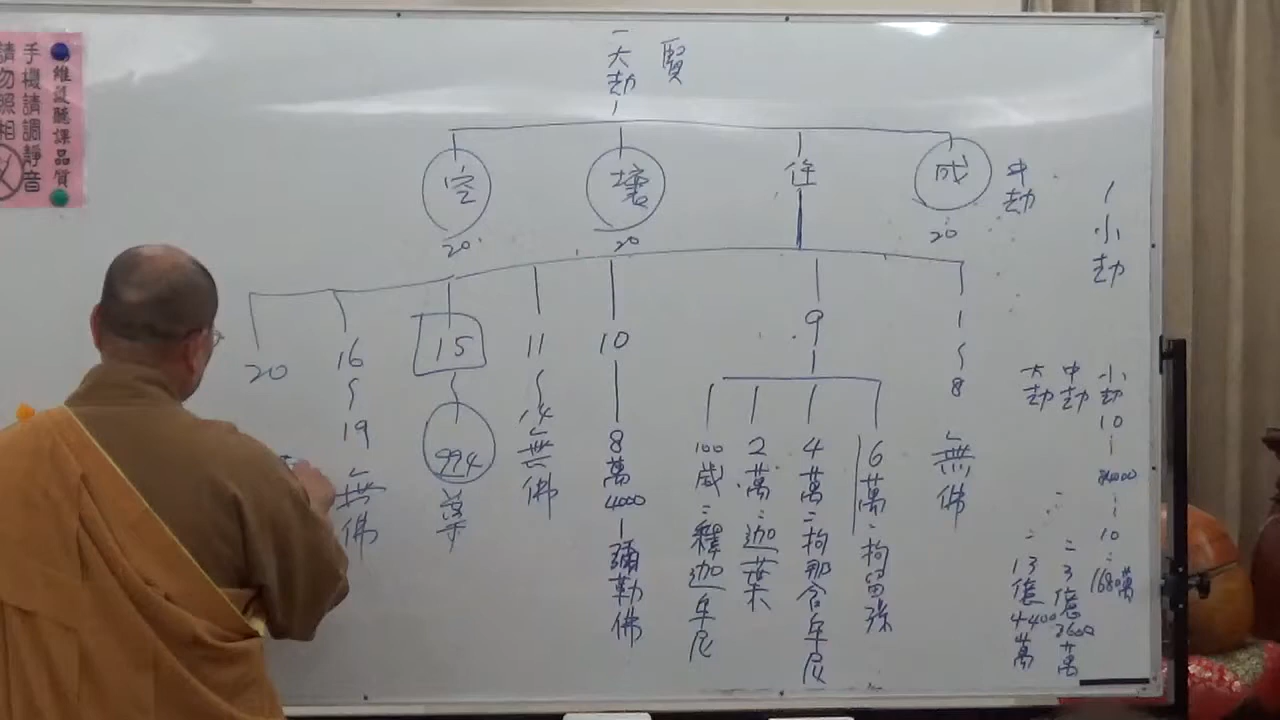 維護聽課品質
手機請調靜音
請勿照相
一大劫
賢
成
住
壞
空
中劫
20
20
20
1
8
無佛
9
6萬:拘留孫
4萬:拘那含牟尼
2萬:迦葉
100歲:釋迦牟尼
10
8萬4000
彌勒佛
11
14
無佛
15
994
16
19
無佛
20
1小劫
小劫
10
84000
10
1680萬
中劫
=3億3600萬
大劫
=13億4400萬